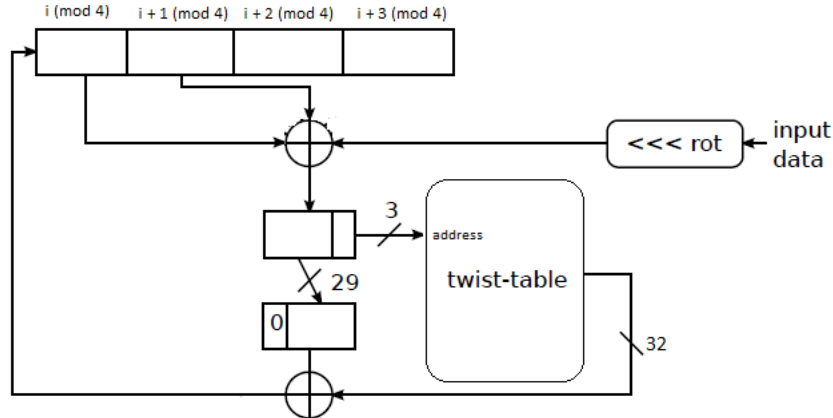 i (mod 4) i + 1 (mod 4) i + 2 (mod 4) i + 3 (mod 4)
<<< rot
input
data
3
address
twist-table
29
0
32